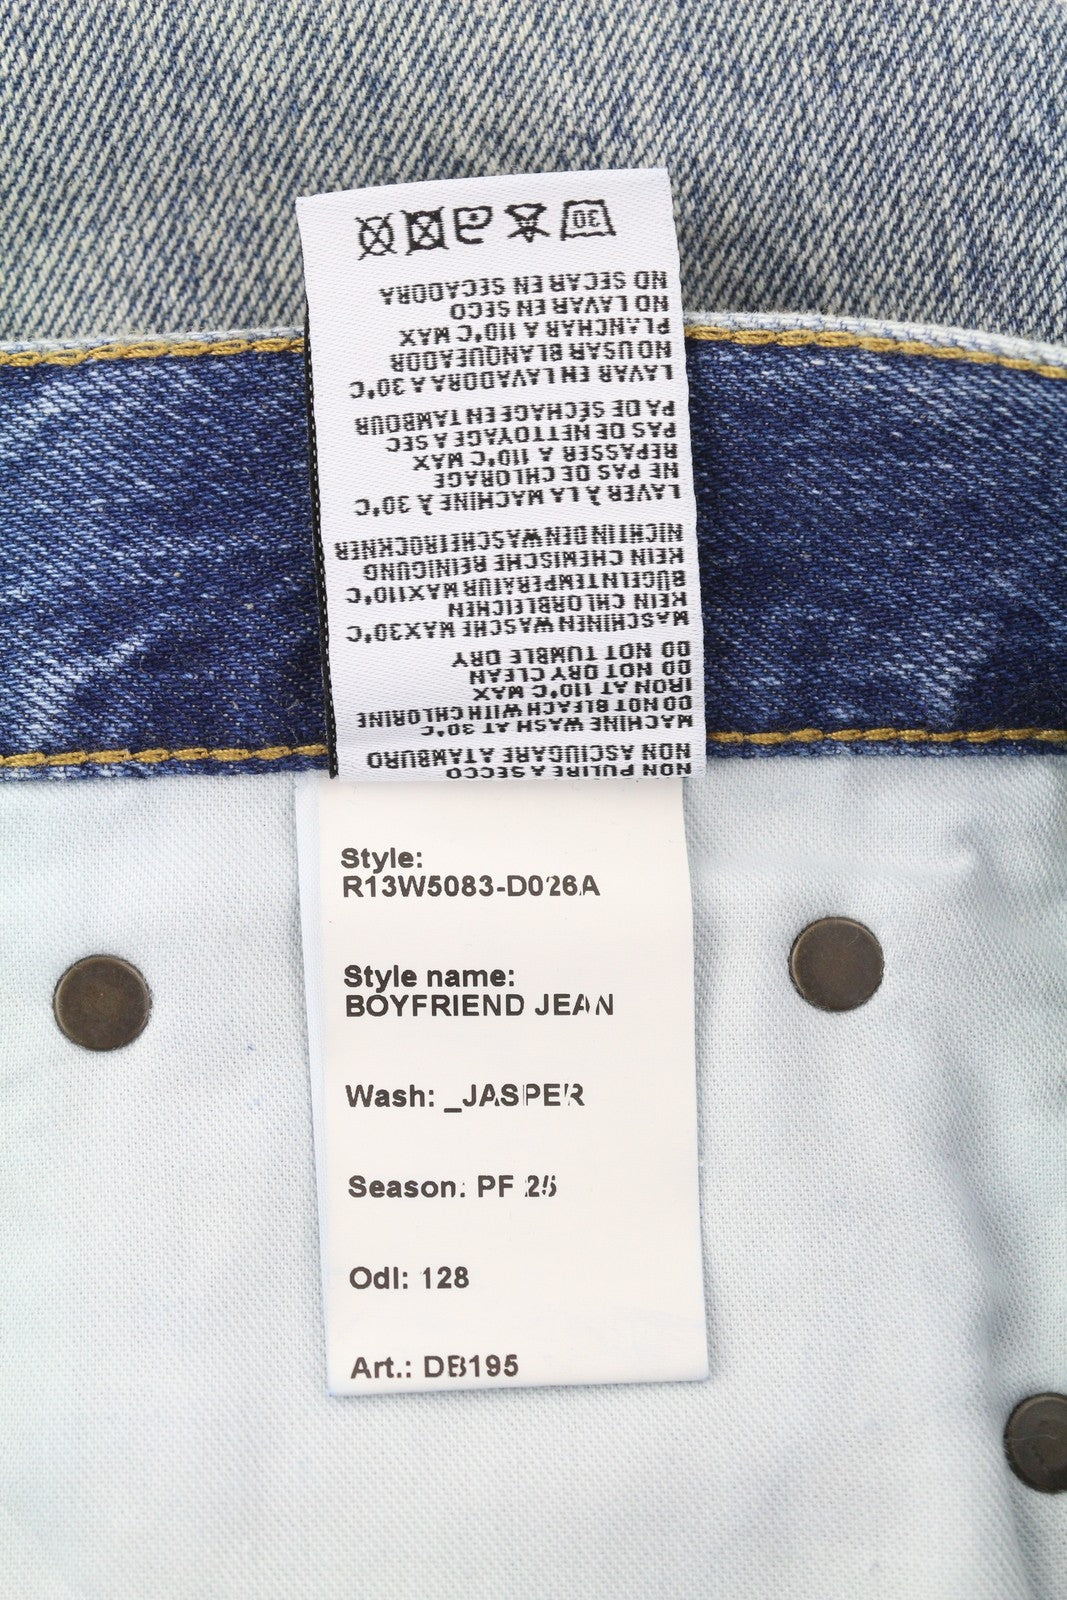 NON PULIRE A SECCO
NON ASCIUGARE A TAMBURO
MACHINE WASH AT 30°C
DO NOT BLEACH WITH CHLORINE
IRON AT 110°C MAX
DO NOT DRY CLEAN
DO NOT TUMBLE DRY
MASCHINEN WASCHE MAX30°C
KEIN CHLORBLEICHEN
BÜGELN TEMPERATUR MAX110°C
KEIN CHEMISCHE REINIGUNG
NICHT IN DEN WASCHETROCKNER
LAVER À LA MACHINE À 30°C
NE PAS DE CHLORAGE
REPASSER A 110°C MAX
PAS DE NETTOYAGE A SEC
PA DE SÉCHAGE EN TAMBOUR
LAVAR EN LAVADORA A 30°C
NO USAR BLANQUEADOR
PLANCHAR A 110°C MAX
NO LAVAR EN SECO
NO SECAR EN SECADORA
30
Style:
R13W5083-D026A
Style name:
BOYFRIEND JEAN
Wash: _JASPER
Season: PF 25
Odl: 128
Art.: DB195